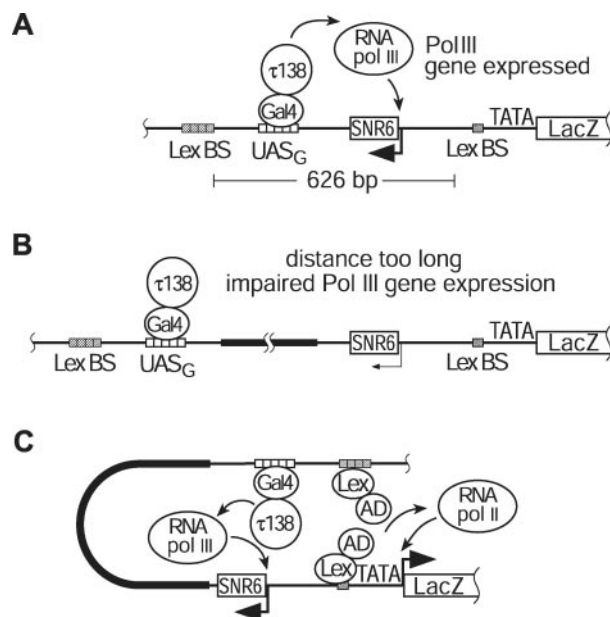 A
τ138
Gal4
RNA
pol III
Pol III
gene expressed
SNR6
TATA
LacZ
Lex BS
UASG
Lex BS
626 bp
B
τ138
Gal4
distance too long
impaired Pol III gene expression
SNR6
TATA
LacZ
Lex BS
UASG
Lex BS
C
Gal4
Lex
AD
τ138
RNA
pol III
RNA
pol II
AD
Lex
TATA
SNR6
LacZ